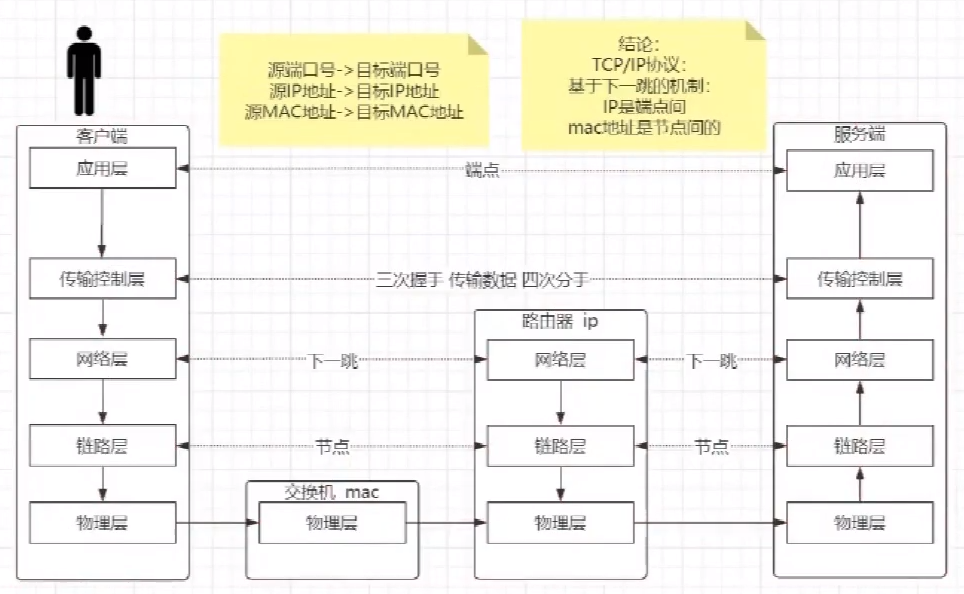 源端口号->目标端口号
源IP地址->目标IP地址
源MAC地址->目标MAC地址
结论：
TCP/IP协议：
基于下一跳的机制：
IP是端点间
mac地址是节点间的
客户端
服务端
应用层
端点
应用层
传输控制层
三次握于 传输数据 四次分于
传输控制层
路由器 ip
网络层
下一跳
网络层
下一跳
网络层
链路层
节点
链路层
节点
链路层
交换机 mac
物理层
物理层
物理层
物理层